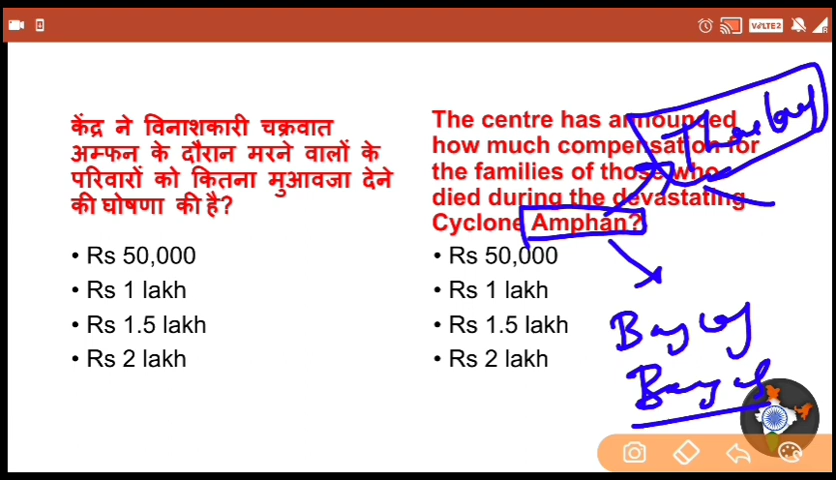 VoLTE2
केंद्र ने विनाशकारी चक्रवात
अम्फन के दौरान मरने वालों के
परिवारों को कितना मुआवज़ा देने
की घोषणा की है?
• Rs 50,000
• Rs 1 lakh
• Rs 1.5 lakh
• Rs 2 lakh
The centre has announced
how much compensation for
the families of those who
died during the devastating
Cyclone Amphan?
• Rs 50,000
• Rs 1 lakh
• Rs 1.5 lakh
• Rs 2 lakh
Bay of